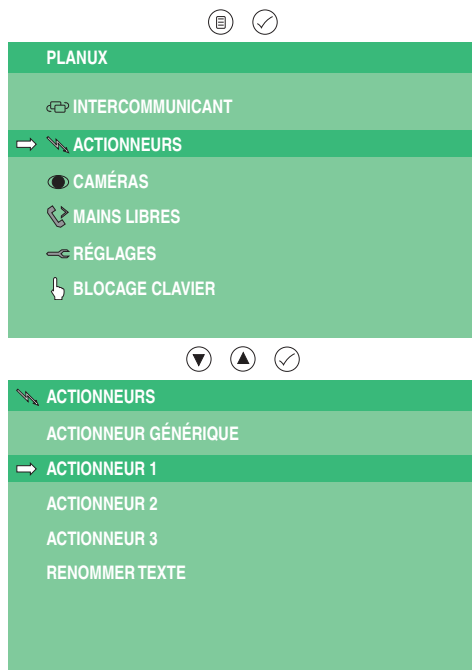 PLANUX
INTERCOMMUNICANT
ACTIONNEURS
CAMÉRAS
MAINS LIBRES
RÉGLAGES
BLOCAGE CLAVIER
ACTIONNEURS
ACTIONNEUR GÉNÉRIQUE
ACTIONNEUR 1
ACTIONNEUR 2
ACTIONNEUR 3
RENOMMER TEXTE